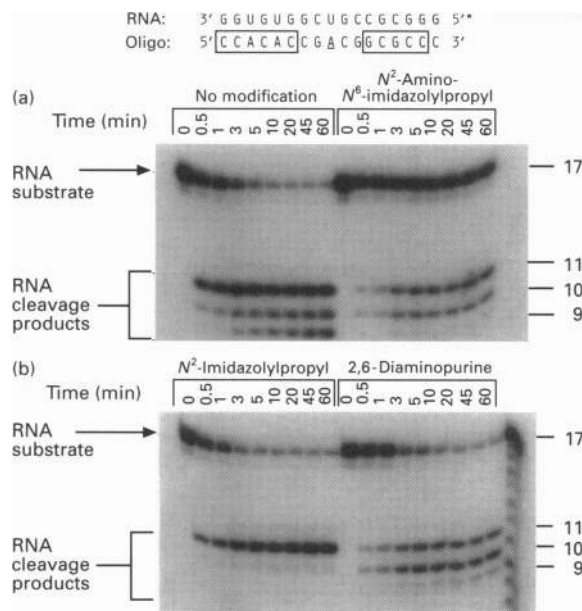 RNA: 3′ G G U G U G G C U G C C G C G G G 5′*
Oligo: 5′ C C A C A C C G A C G G C G C C C 3′
(a)
No modification
N²-Amino-
N⁶-imidazolylpropyl
Time (min) 0 0.5 1 3 5 10 20 45 60 0 0.5 1 3 5 10 20 45 60
RNA
substrate
17
11
RNA
cleavage
products
10
9
(b)
N²-Imidazolylpropyl
2,6-Diaminopurine
Time (min) 0 0.5 1 3 5 10 20 45 60 0 0.5 1 3 5 10 20 45 60
RNA
substrate
17
11
RNA
cleavage
products
10
9